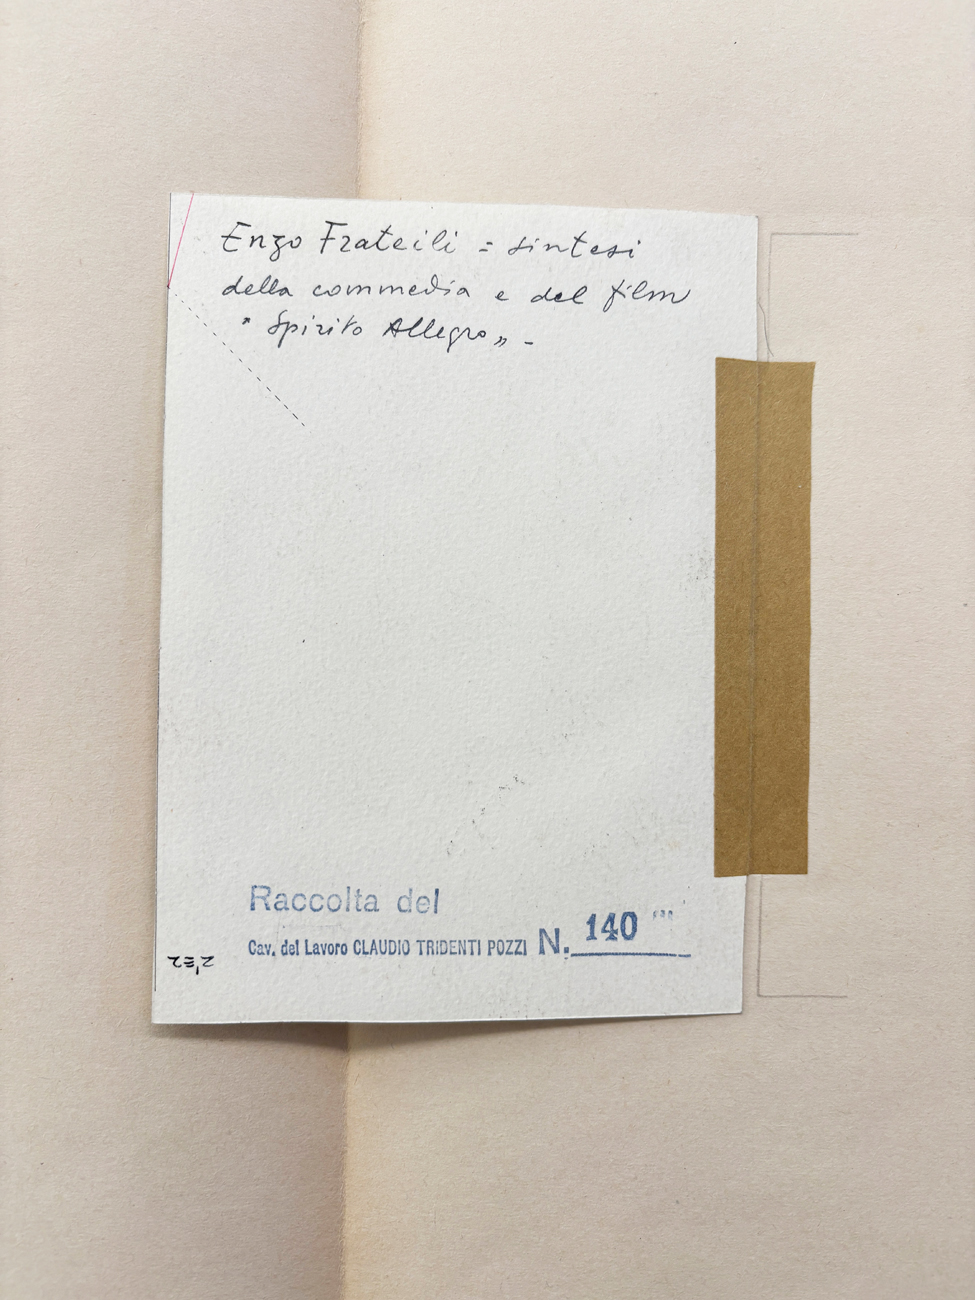 Enzo Frateili = sintesi
della commedia e del film
" Spirito Allegro „ -
Raccolta del
Cav. del Lavoro CLAUDIO TRIDENTI POZZI N. 140